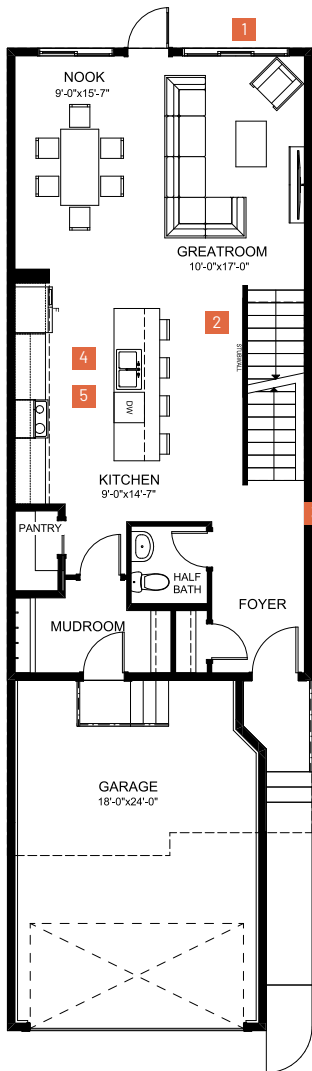 1
NOOK
9'-0"x15'-7"
GREATROOM
10'-0"x17'-0"
F
2
4
5
DW
KITCHEN
9'-0"x14'-7"
PANTRY
HALF
BATH
MUDROOM
FOYER
GARAGE
18'-0"x24'-0"